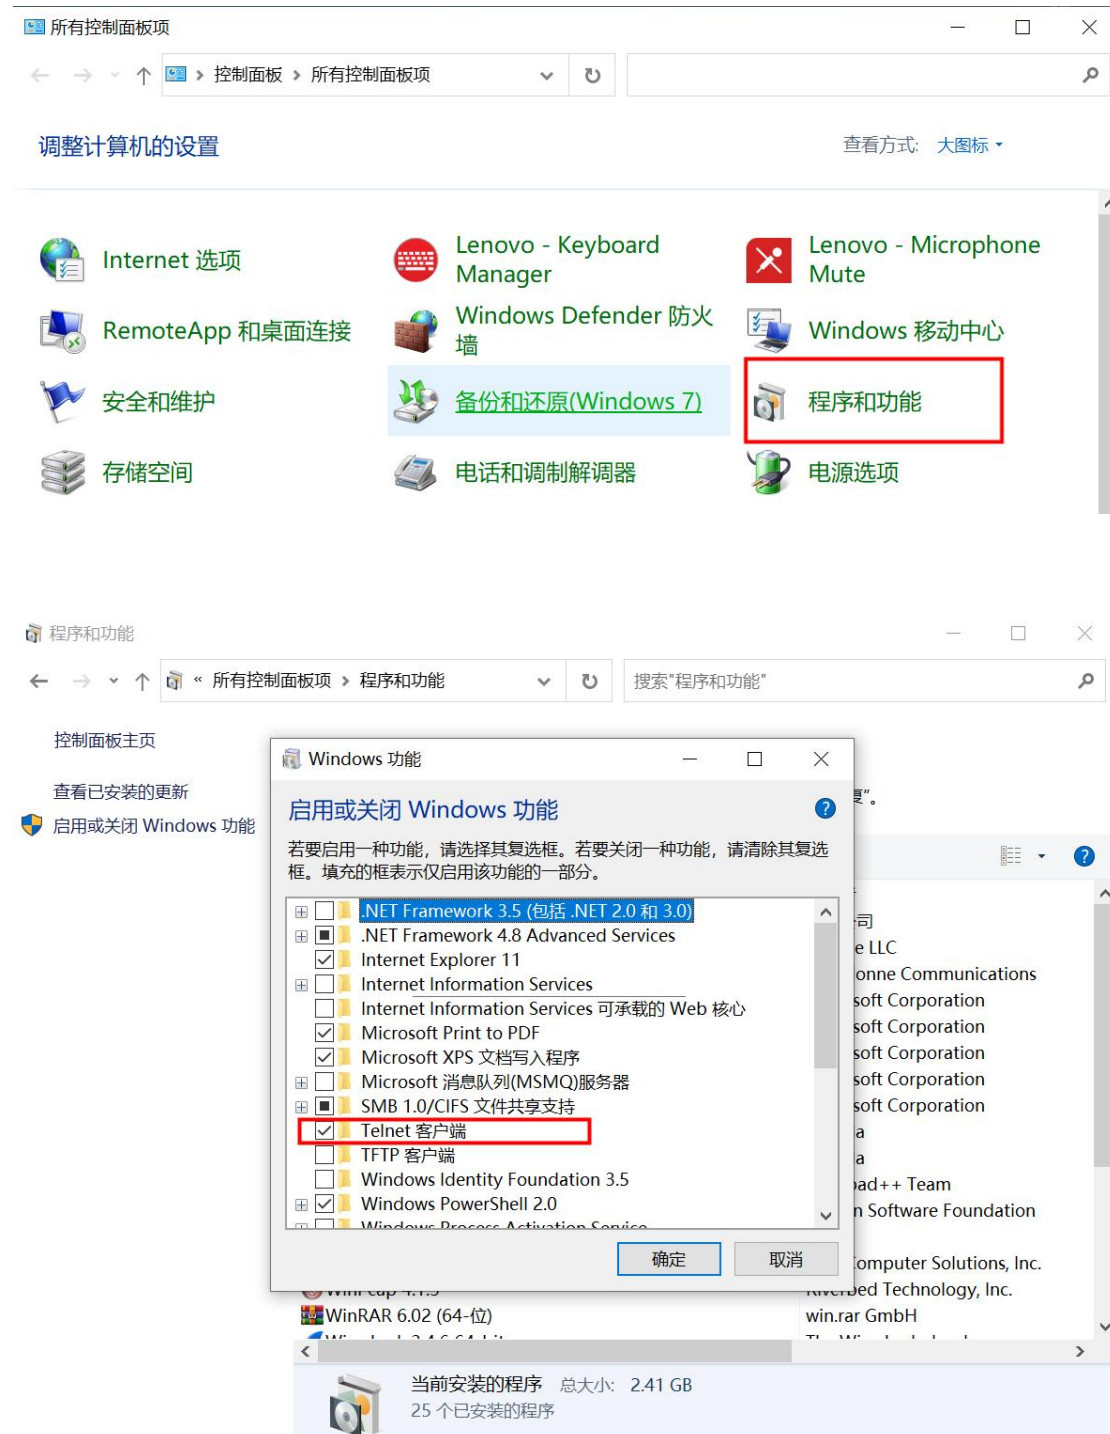 所有控制面板项
控制面板 > 所有控制面板项
调整计算机的设置
查看方式: 大图标
Internet 选项
Lenovo - Keyboard
Manager
Lenovo - Microphone
Mute
RemoteApp 和桌面连接
Windows Defender 防火
墙
Windows 移动中心
安全和维护
备份和还原(Windows 7)
程序和功能
存储空间
电话和调制解调器
电源选项
程序和功能
« 所有控制面板项 > 程序和功能
搜索"程序和功能"
控制面板主页
查看已安装的更新
启用或关闭 Windows 功能
Windows 功能
启用或关闭 Windows 功能
若要启用一种功能，请选择其复选框。若要关闭一种功能，请清除其复选
框。填充的框表示仅启用该功能的一部分。
.NET Framework 3.5 (包括 .NET 2.0 和 3.0)
.NET Framework 4.8 Advanced Services
Internet Explorer 11
Internet Information Services
Internet Information Services 可承载的 Web 核心
Microsoft Print to PDF
Microsoft XPS 文档写入程序
Microsoft 消息队列(MSMQ)服务器
SMB 1.0/CIFS 文件共享支持
Telnet 客户端
TFTP 客户端
Windows Identity Foundation 3.5
Windows PowerShell 2.0
Windows Process Activation Service
确定
取消
复"。
司
e LLC
onne Communications
soft Corporation
soft Corporation
soft Corporation
soft Corporation
soft Corporation
a
a
ad++ Team
n Software Foundation
Computer Solutions, Inc.
Riverbed Technology, Inc.
WinRAR 6.02 (64-位)
win.rar GmbH
当前安装的程序 总大小: 2.41 GB
25 个已安装的程序